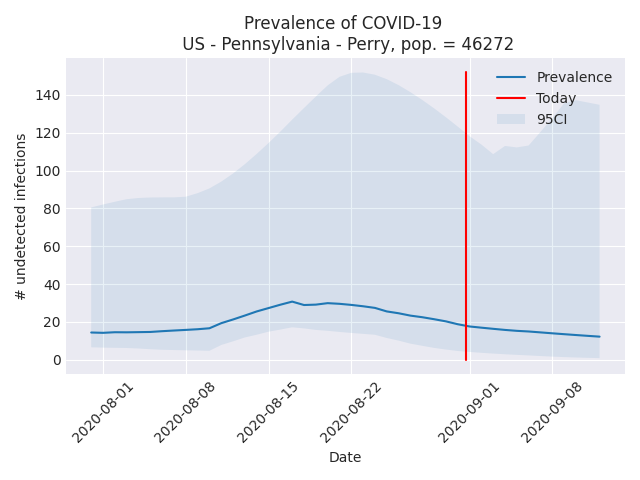 Prevalence of COVID-19
US - Pennsylvania - Perry, pop. = 46272
Prevalence
Today
95CI
# undetected infections
140
120
100
80
60
40
20
0
2020-08-01
2020-08-08
2020-08-15
2020-08-22
2020-09-01
2020-09-08
Date